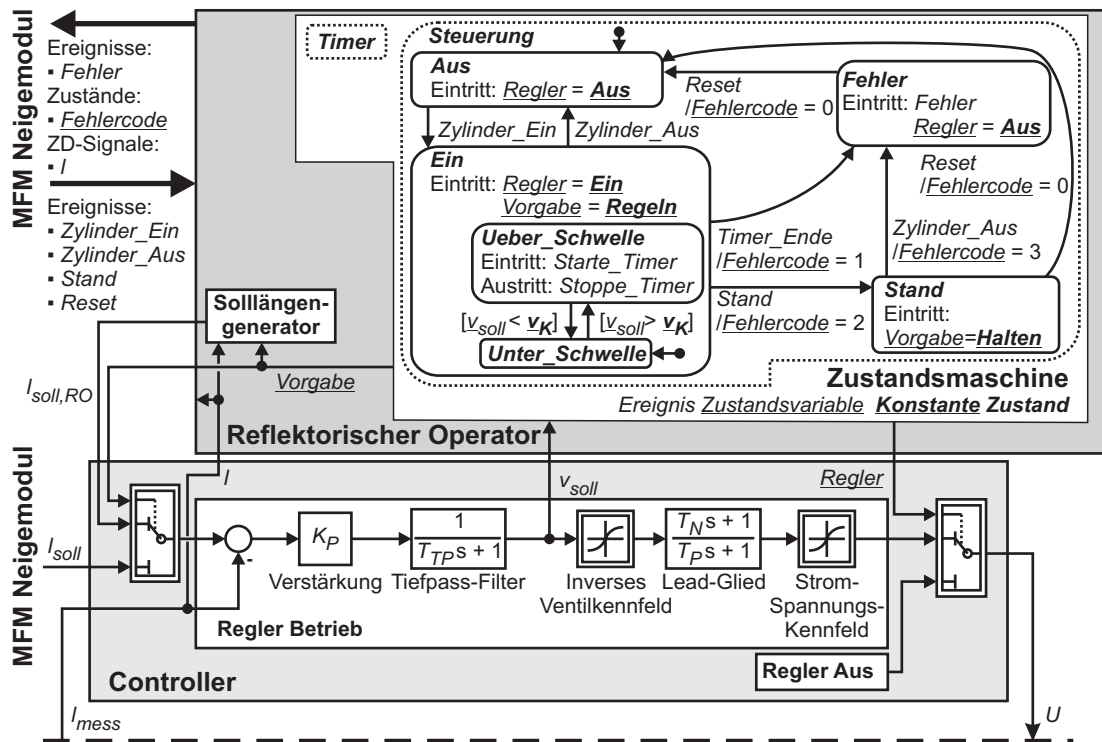 MFM Neigemodul
Ereignisse:
▪ Fehler
Zustände:
▪ Fehlercode
ZD-Signale:
▪ l
Ereignisse:
▪ Zylinder_Ein
▪ Zylinder_Aus
▪ Stand
▪ Reset
Timer
Steuerung
Aus
Eintritt: Regler = Aus
Zylinder_Ein
Zylinder_Aus
Reset
/Fehlercode = 0
Fehler
Eintritt: Fehler
Regler = Aus
Ein
Eintritt: Regler = Ein
Vorgabe = Regeln
Ueber_Schwelle
Eintritt: Starte_Timer
Austritt: Stoppe_Timer
[v_soll < v_K]
[v_soll > v_K]
Unter_Schwelle
Timer_Ende
/Fehlercode = 1
Stand
/Fehlercode = 2
Reset
/Fehlercode = 0
Zylinder_Aus
/Fehlercode = 3
Stand
Eintritt:
Vorgabe=Halten
Zustandsmaschine
Ereignis Zustandsvariable Konstante Zustand
Solllängen-
generator
l_soll,RO
Vorgabe
Reflektorischer Operator
MFM Neigemodul
l
v_soll
Regler
l_soll
-
K_P
Verstärkung
1
T_TP s + 1
Tiefpass-Filter
Inverses
Ventilkennfeld
T_N s + 1
T_P s + 1
Lead-Glied
Strom-
Spannungs-
Kennfeld
Regler Betrieb
Regler Aus
Controller
l_mess
U